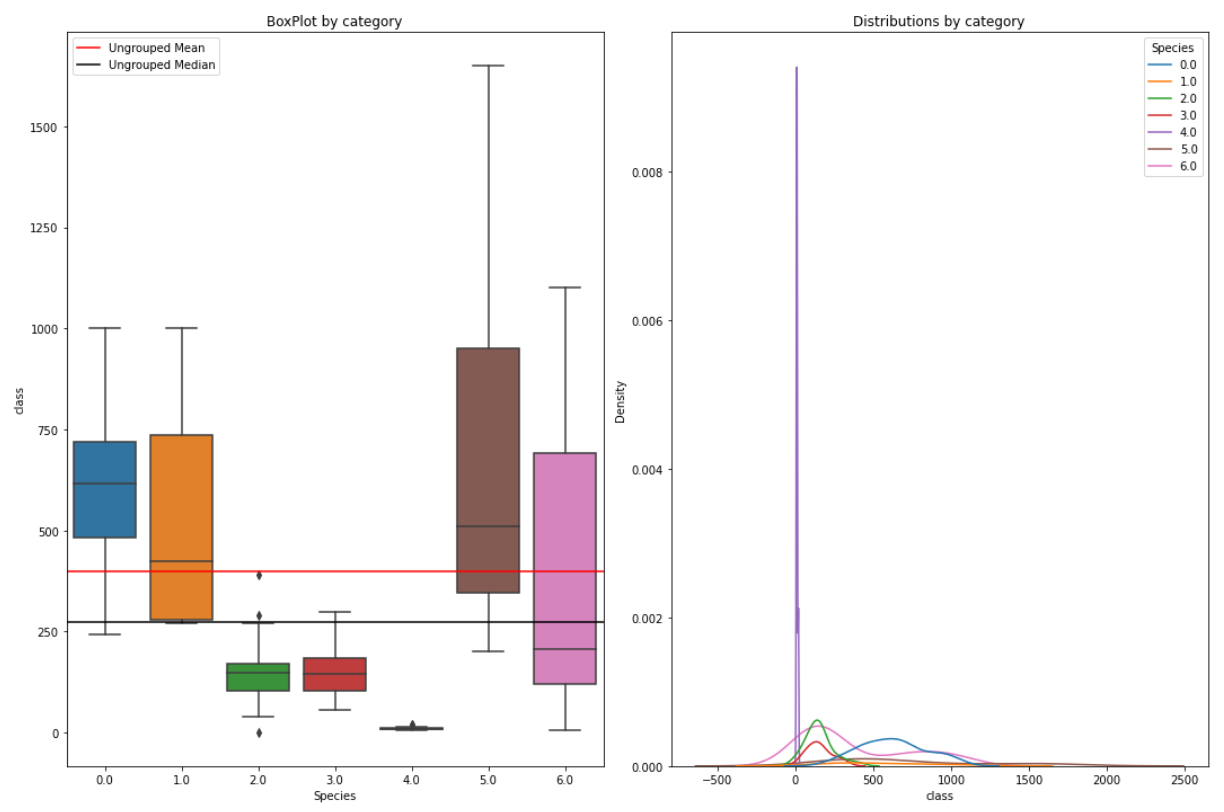 BoxPlot by category
Ungrouped Mean
Ungrouped Median
class
1500
1250
1000
750
500
250
0
0.0 1.0 2.0 3.0 4.0 5.0 6.0
Species
Distributions by category
Species
0.0
1.0
2.0
3.0
4.0
5.0
6.0
Density
0.008
0.006
0.004
0.002
0.000
−500 0 500 1000 1500 2000 2500
class